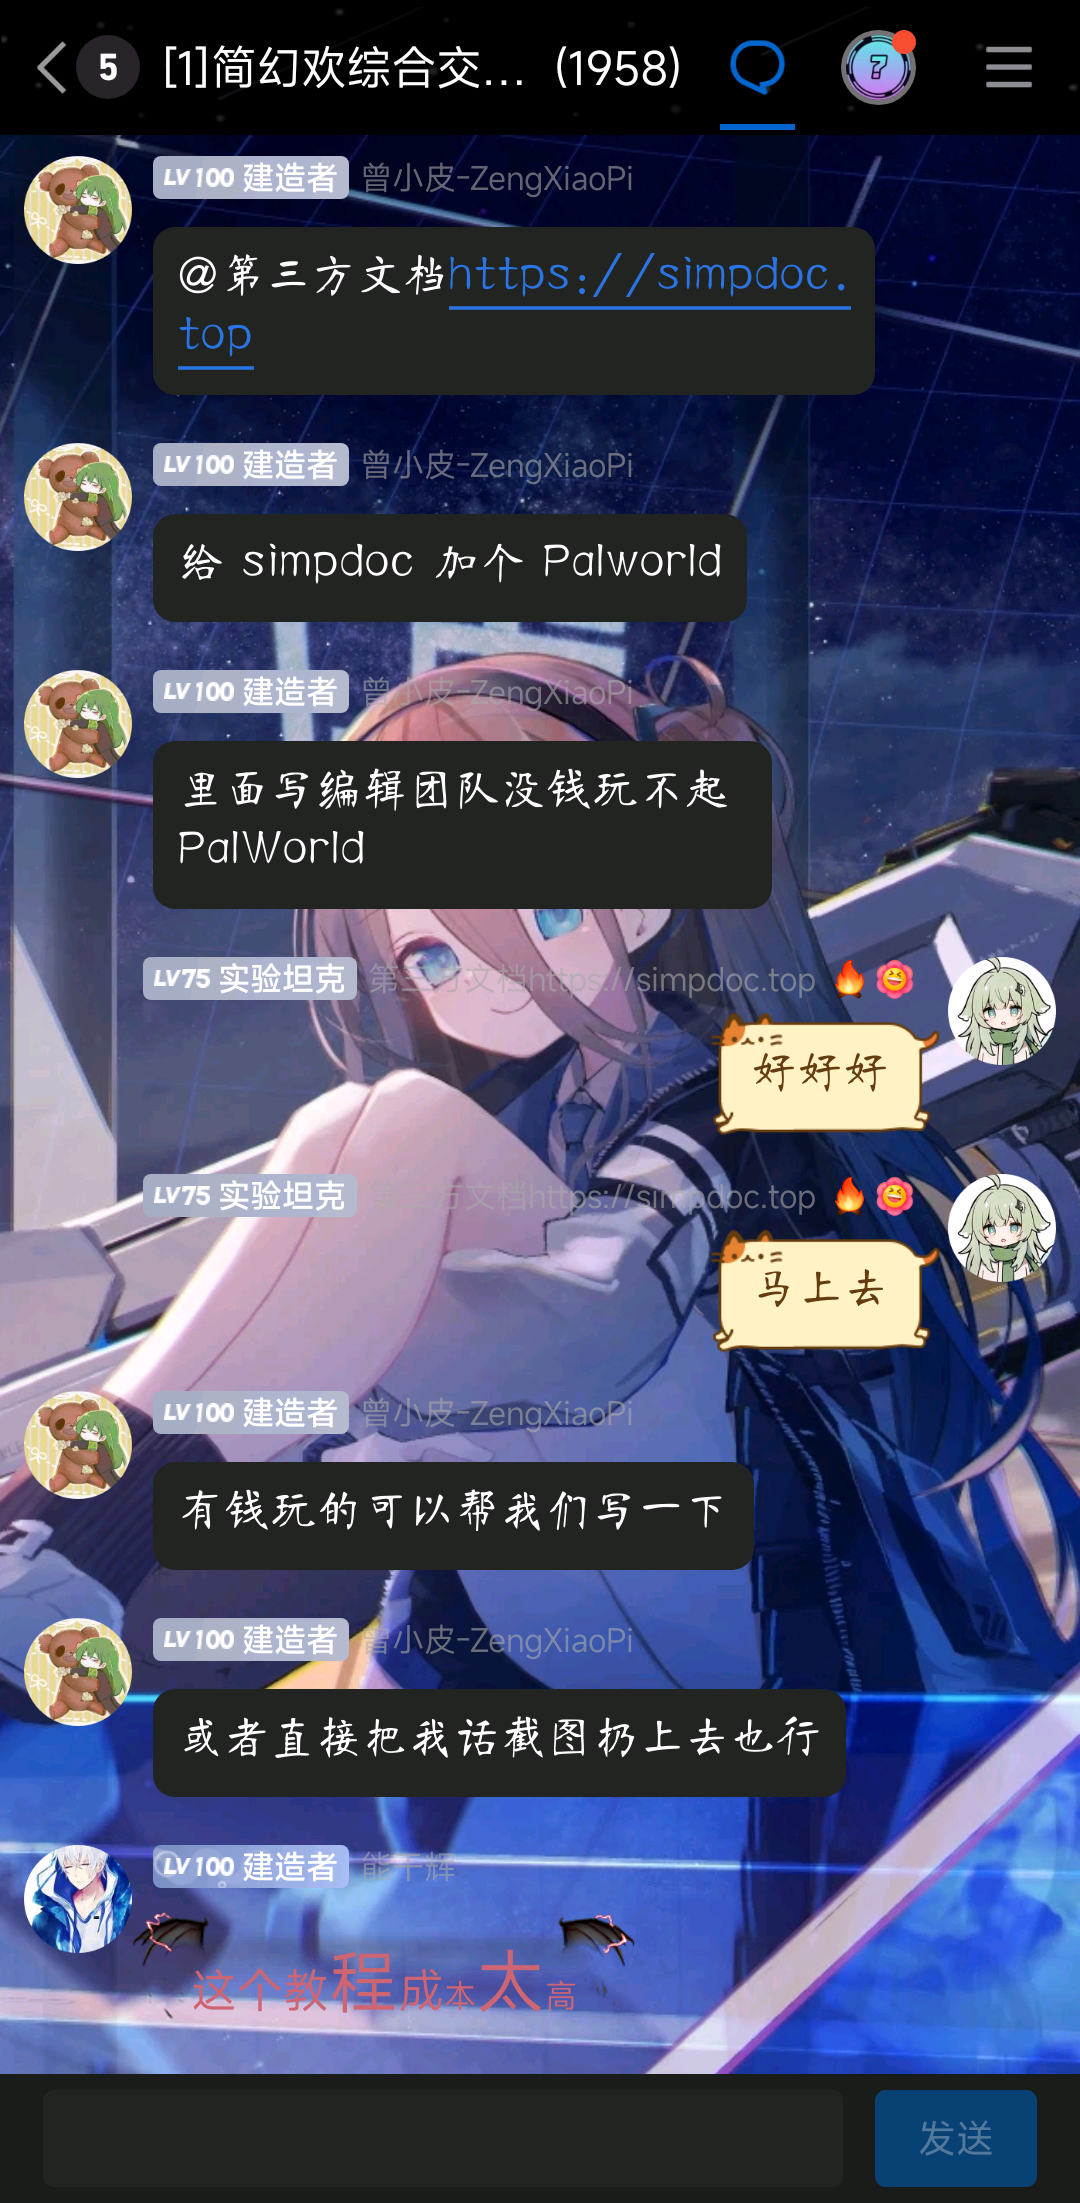 5 [1]简幻欢综合交... (1958)
LV100 建造者 曾小皮-ZengXiaoPi
@第三方文档https://simpdoc.
top
LV100 建造者 曾小皮-ZengXiaoPi
给 simpdoc 加个 Palworld
LV100 建造者 曾小皮-ZengXiaoPi
里面写编辑团队没钱玩不起
PalWorld
LV75 实验坦克 第三方文档https://simpdoc.top
好好好
LV75 实验坦克 第三方文档https://simpdoc.top
马上去
LV100 建造者 曾小皮-ZengXiaoPi
有钱玩的可以帮我们写一下
LV100 建造者 曾小皮-ZengXiaoPi
或者直接把我话截图扔上去也行
LV100 建造者 能干辉
这个教程成本太高
发送